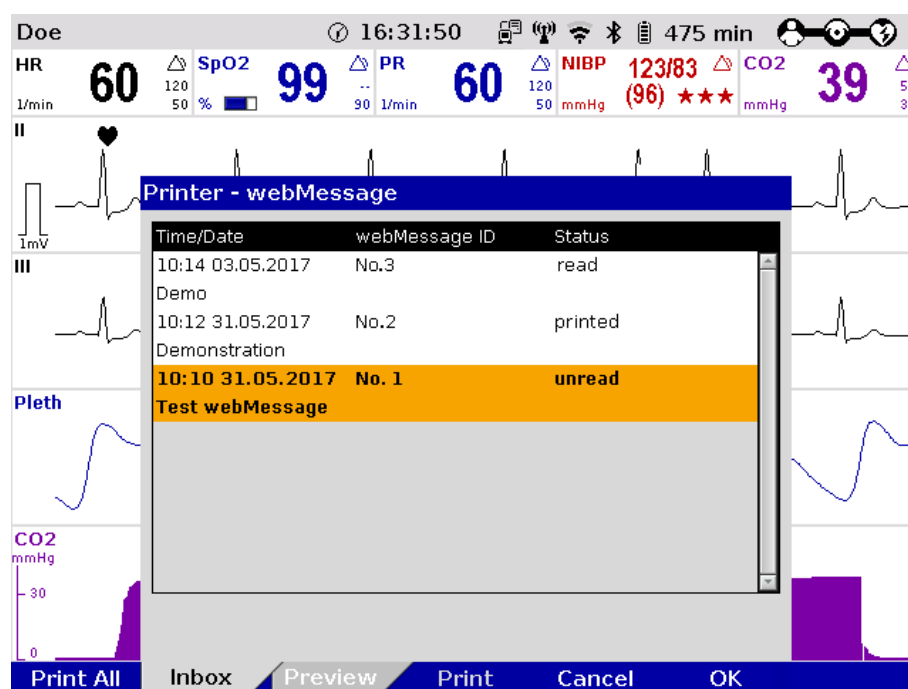 Doe 16:31:50 475 min
HR 60 120 50 1/min
SpO2 99 -- 90 %
PR 60 120 50 1/min
NIBP 123/83 (96) ★★★ mmHg
CO2 39 5 3 mmHg
II
1mV
III
Pleth
CO2
mmHg
30
0
Printer - webMessage
Time/Date webMessage ID Status
10:14 03.05.2017 No.3 read
Demo
10:12 31.05.2017 No.2 printed
Demonstration
10:10 31.05.2017 No. 1 unread
Test webMessage
Print All Inbox Preview Print Cancel OK